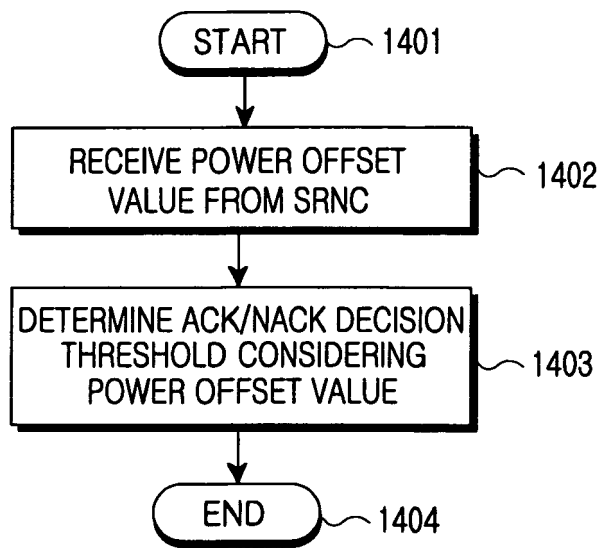 START
1401
RECEIVE POWER OFFSET
VALUE FROM SRNC
1402
DETERMINE ACK/NACK DECISION
THRESHOLD CONSIDERING
POWER OFFSET VALUE
1403
END
1404